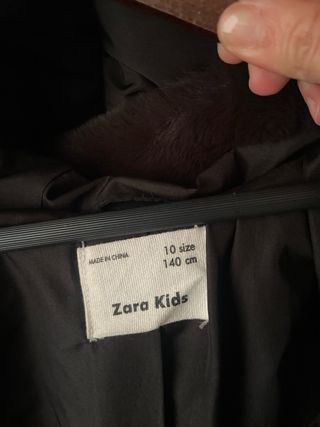 MADE IN CHINA
10 size
140 cm
Zara Kids